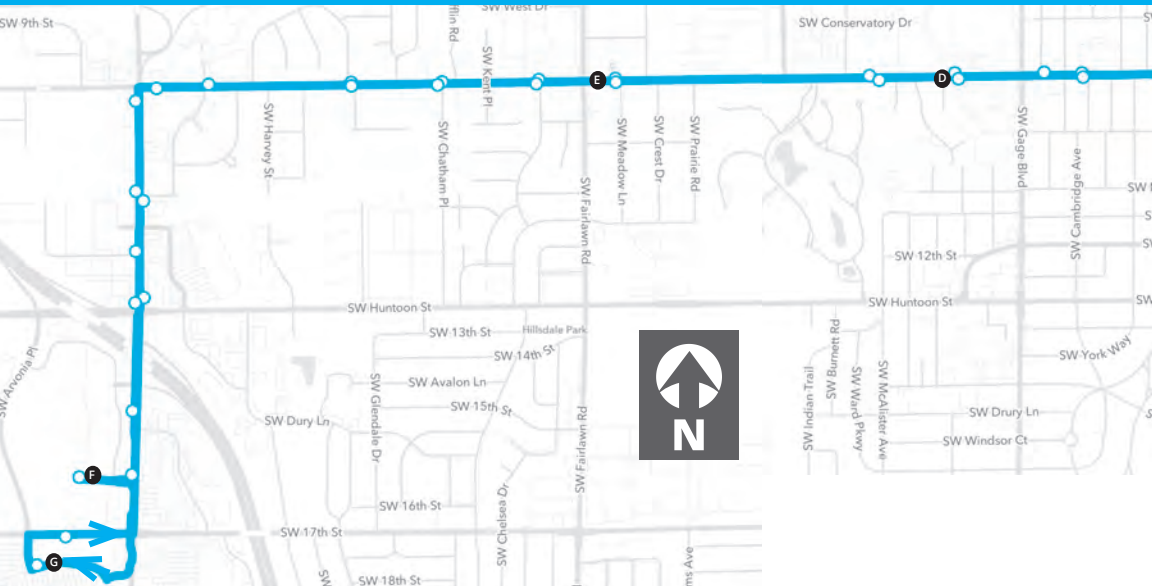 SW 9th St
SW West Dr
SW Conservatory Dr
flin Rd
SW Kent Pl
E
D
SW Harvey St
SW Chatham Pl
SW Meadow Ln
SW Crest Dr
SW Prairie Rd
SW Gage Blvd
SW Cambridge Ave
SW Fairlawn Rd
SW 12th St
SW Huntoon St
SW Huntoon St
SW
SW 13th St
Hillsdale Park
SW 14th St
SW York Way
SW Arvonia Pl
SW Avalon Ln
SW Glendale Dr
SW 15th St
SW Dury Ln
SW Fairlawn Rd
N
SW Indian Trail
SW Burnett Rd
SW Ward Pkwy
SW McAlister Ave
SW Drury Ln
SW Windsor Ct
F
SW 16th St
SW Chelsea Dr
SW 17th St
G
SW 18th St
SW
ms Ave